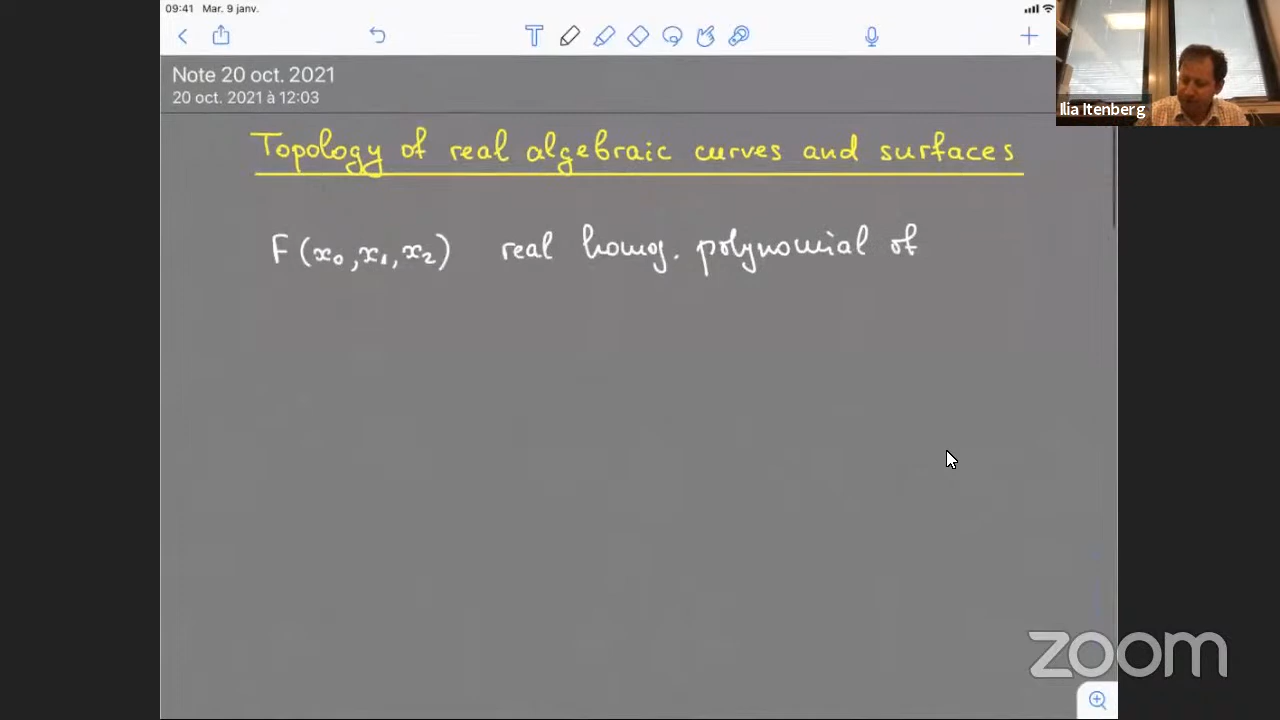 09:41 Mar. 9 janv.
Note 20 oct. 2021
20 oct. 2021 à 12:03
Ilia Itenberg
Topology of real algebraic curves and surfaces
F(x₀,x₁,x₂) real homog. polynomial of
zoom